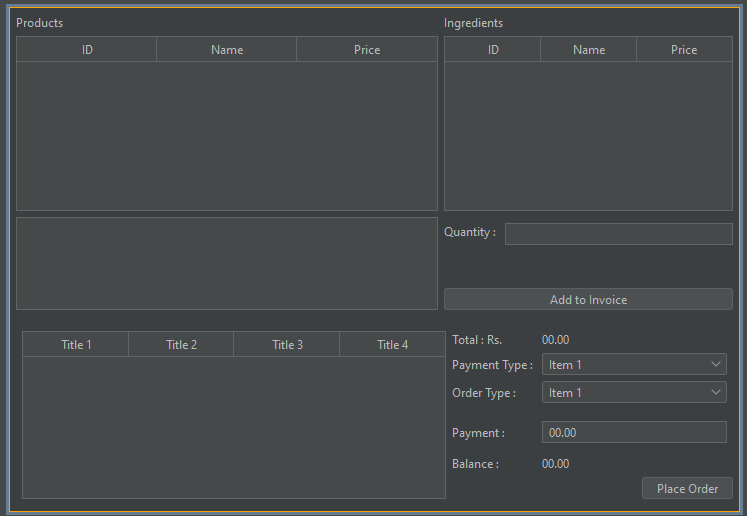 Products
Ingredients
ID Name Price
ID Name Price
Quantity :
Add to Invoice
Title 1 Title 2 Title 3 Title 4
Total : Rs. 00.00
Payment Type : Item 1
Order Type : Item 1
Payment : 00.00
Balance : 00.00
Place Order